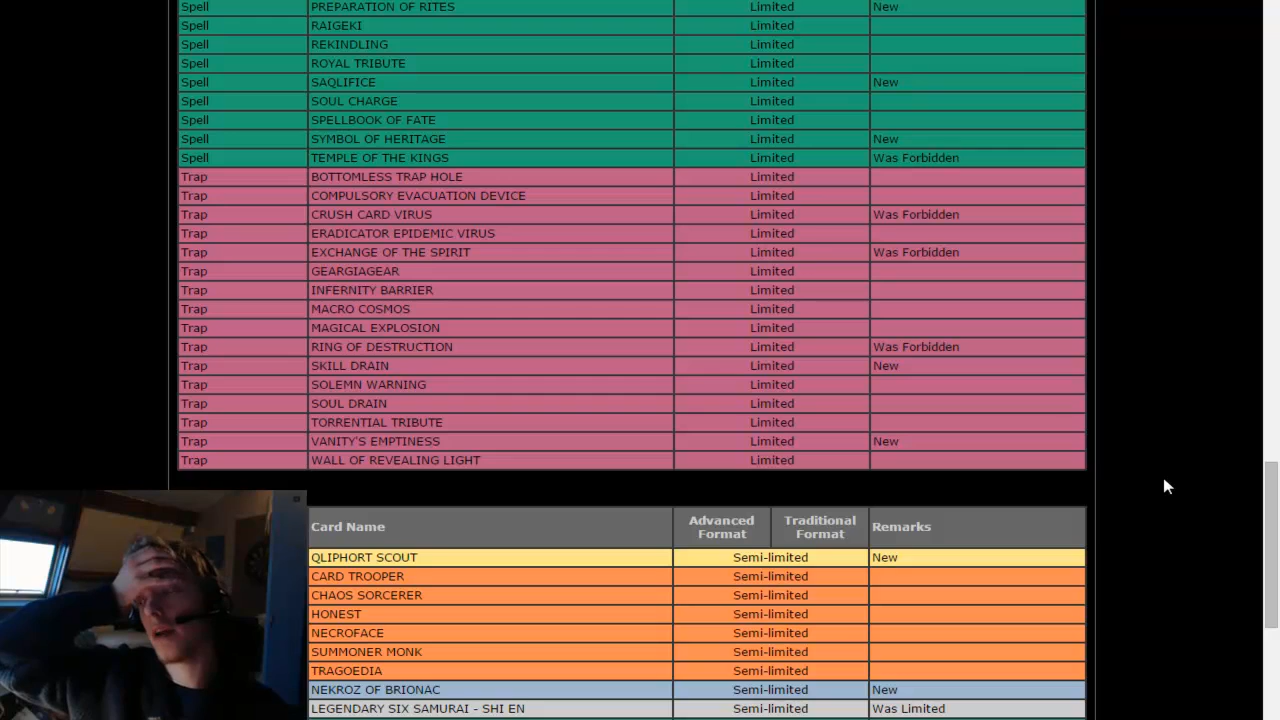 Spell PREPARATION OF RITES Limited New
Spell RAIGEKI Limited
Spell REKINDLING Limited
Spell ROYAL TRIBUTE Limited
Spell SAQLIFICE Limited New
Spell SOUL CHARGE Limited
Spell SPELLBOOK OF FATE Limited
Spell SYMBOL OF HERITAGE Limited New
Spell TEMPLE OF THE KINGS Limited Was Forbidden
Trap BOTTOMLESS TRAP HOLE Limited
Trap COMPULSORY EVACUATION DEVICE Limited
Trap CRUSH CARD VIRUS Limited Was Forbidden
Trap ERADICATOR EPIDEMIC VIRUS Limited
Trap EXCHANGE OF THE SPIRIT Limited Was Forbidden
Trap GEARGIAGEAR Limited
Trap INFERNITY BARRIER Limited
Trap MACRO COSMOS Limited
Trap MAGICAL EXPLOSION Limited
Trap RING OF DESTRUCTION Limited Was Forbidden
Trap SKILL DRAIN Limited New
Trap SOLEMN WARNING Limited
Trap SOUL DRAIN Limited
Trap TORRENTIAL TRIBUTE Limited
Trap VANITY'S EMPTINESS Limited New
Trap WALL OF REVEALING LIGHT Limited
Card Name Advanced Format Traditional Format Remarks
QLIPHORT SCOUT Semi-limited New
CARD TROOPER Semi-limited
CHAOS SORCERER Semi-limited
HONEST Semi-limited
NECROFACE Semi-limited
SUMMONER MONK Semi-limited
TRAGOEDIA Semi-limited
NEKROZ OF BRIONAC Semi-limited New
LEGENDARY SIX SAMURAI - SHI EN Semi-limited Was Limited